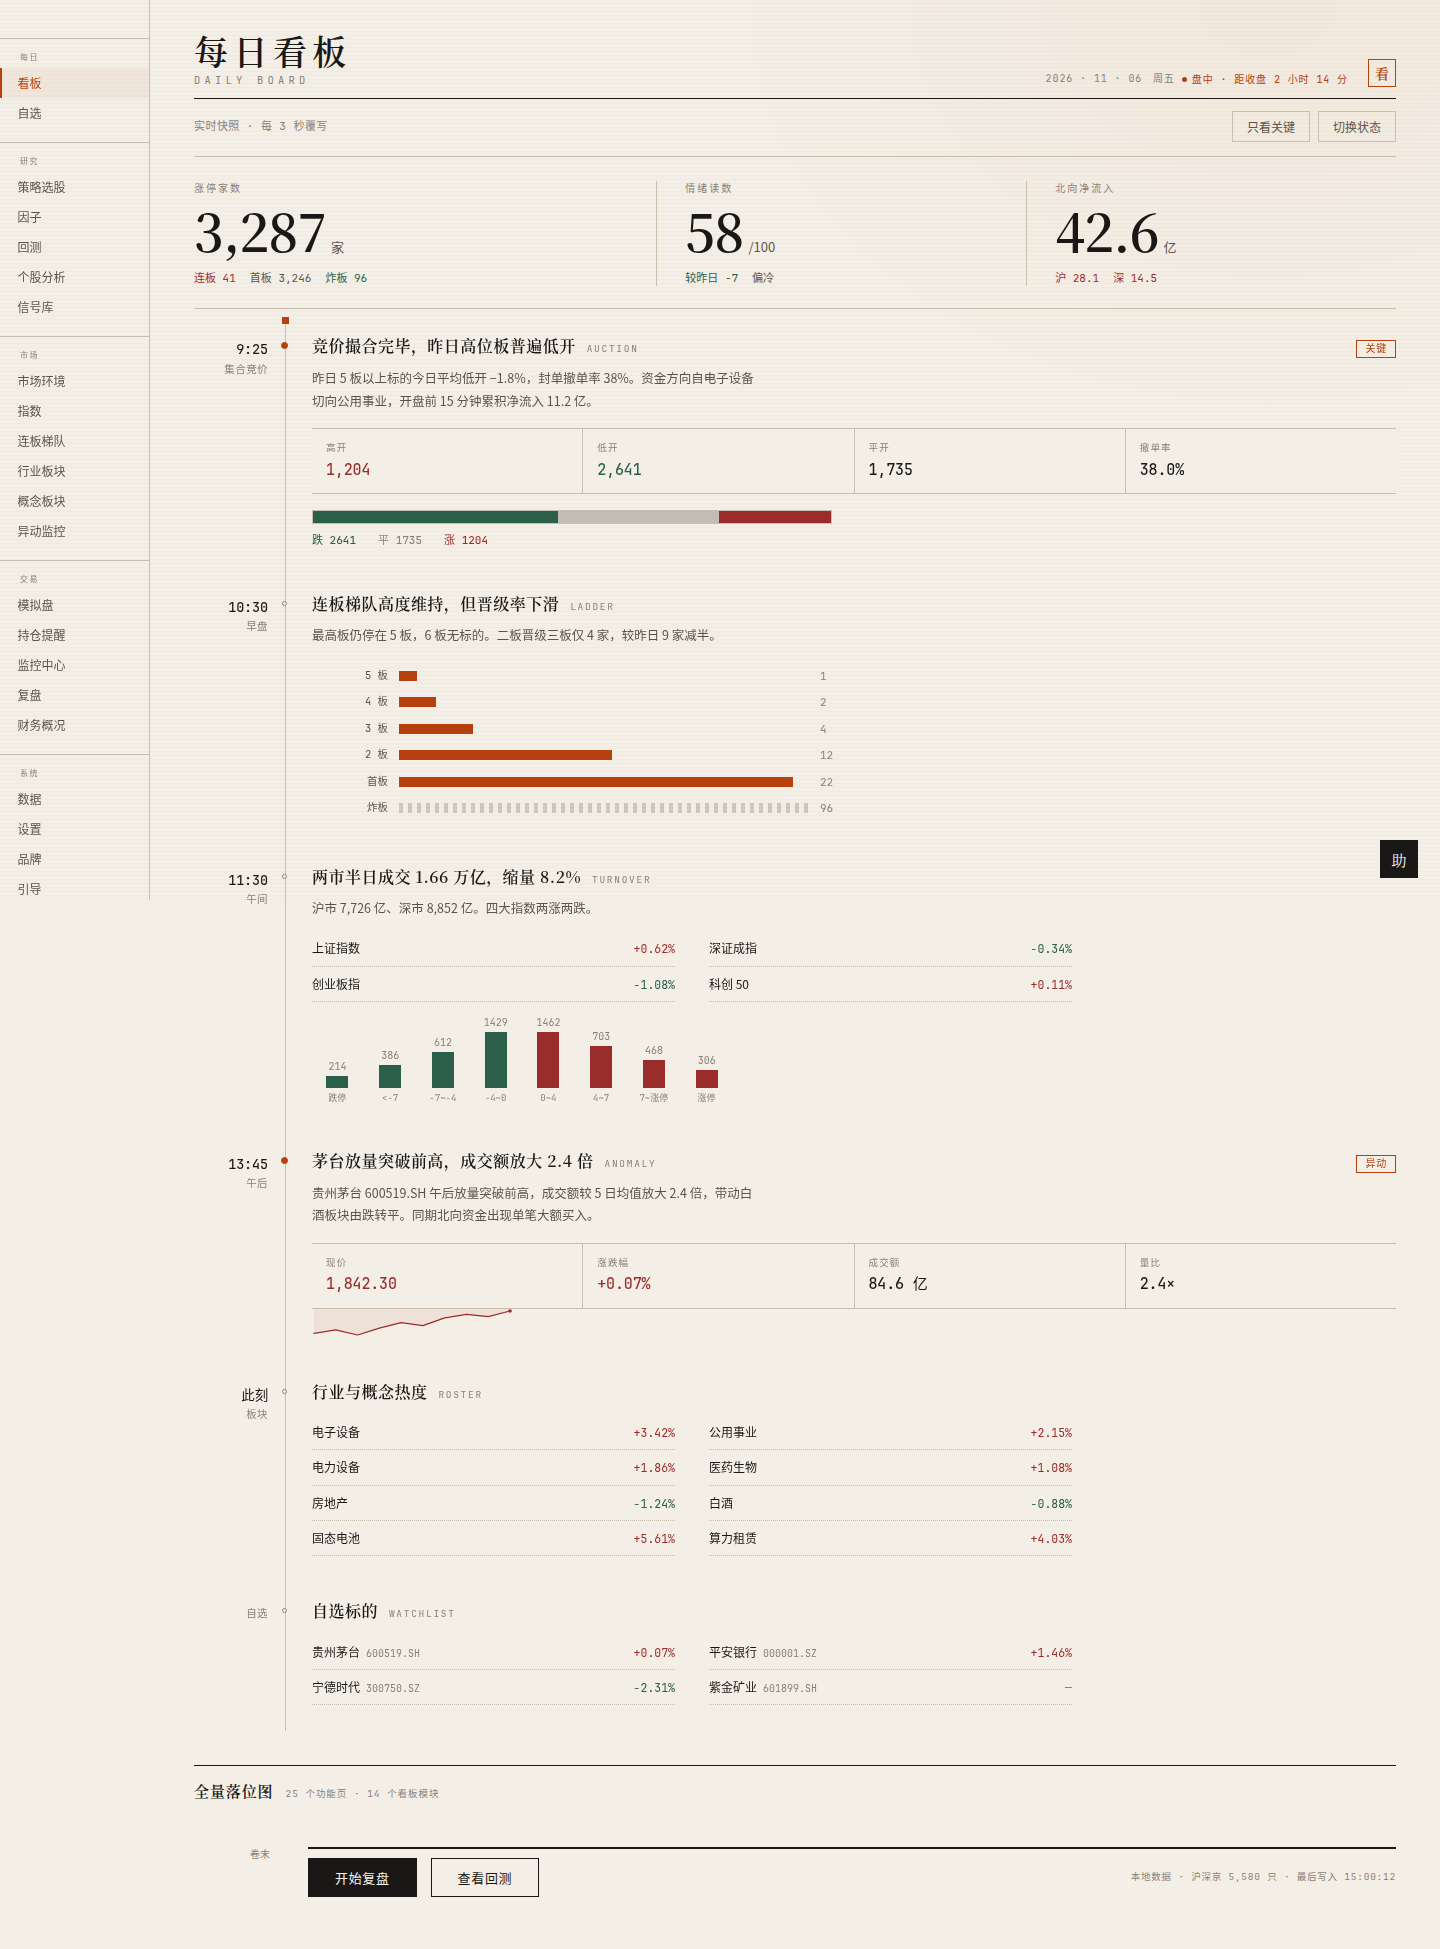 每日
看板
自选
研究
策略选股
因子
回测
个股分析
信号库
市场
市场环境
指数
连板梯队
行业板块
概念板块
异动监控
交易
模拟盘
持仓提醒
监控中心
复盘
财务概况
系统
数据
设置
品牌
引导
每日看板
DAILY BOARD
2026 · 11 · 06 周五 盘中 · 距收盘 2 小时 14 分
看
实时快照 · 每 3 秒覆写
只看关键
切换状态
涨停家数
3,287 家
连板 41 首板 3,246 炸板 96
情绪读数
58 /100
较昨日 -7 偏冷
北向净流入
42.6 亿
沪 28.1 深 14.5
9:25
集合竞价
竞价撮合完毕，昨日高位板普遍低开 AUCTION
关键
昨日 5 板以上标的今日平均低开 −1.8%，封单撤单率 38%。资金方向自电子设备
切向公用事业，开盘前 15 分钟累积净流入 11.2 亿。
高开
1,204
低开
2,641
平开
1,735
撤单率
38.0%
跌 2641 平 1735 涨 1204
10:30
早盘
连板梯队高度维持，但晋级率下滑 LADDER
最高板仍停在 5 板，6 板无标的。二板晋级三板仅 4 家，较昨日 9 家减半。
5 板 1
4 板 2
3 板 4
2 板 12
首板 22
炸板 96
助
11:30
午间
两市半日成交 1.66 万亿，缩量 8.2% TURNOVER
沪市 7,726 亿、深市 8,852 亿。四大指数两涨两跌。
上证指数 +0.62% 深证成指 -0.34%
创业板指 -1.08% 科创 50 +0.11%
214 386 612 1429 1462 703 468 306
跌停 <-7 -7~-4 -4~0 0~4 4~7 7~涨停 涨停
13:45
午后
茅台放量突破前高，成交额放大 2.4 倍 ANOMALY
异动
贵州茅台 600519.SH 午后放量突破前高，成交额较 5 日均值放大 2.4 倍，带动白
酒板块由跌转平。同期北向资金出现单笔大额买入。
现价
1,842.30
涨跌幅
+0.07%
成交额
84.6 亿
量比
2.4×
此刻
板块
行业与概念热度 ROSTER
电子设备 +3.42% 公用事业 +2.15%
电力设备 +1.86% 医药生物 +1.08%
房地产 -1.24% 白酒 -0.88%
固态电池 +5.61% 算力租赁 +4.03%
自选
自选标的 WATCHLIST
贵州茅台 600519.SH +0.07% 平安银行 000001.SZ +1.46%
宁德时代 300750.SZ -2.31% 紫金矿业 601899.SH —
全量落位图 25 个功能页 · 14 个看板模块
卷末
开始复盘
查看回测
本地数据 · 沪深京 5,580 只 · 最后写入 15:00:12